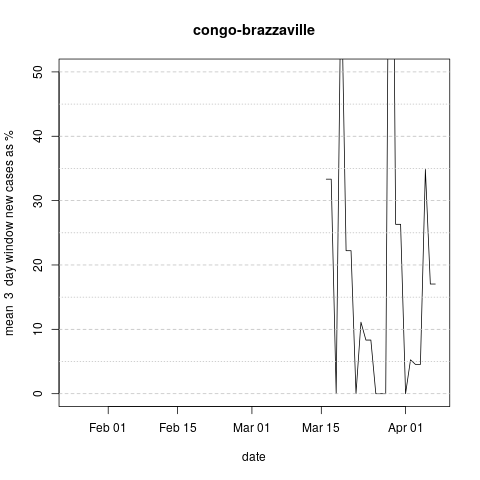 congo-brazzaville
50
40
30
20
10
0
mean 3 day window new cases as %
Feb 01 Feb 15 Mar 01 Mar 15 Apr 01
date